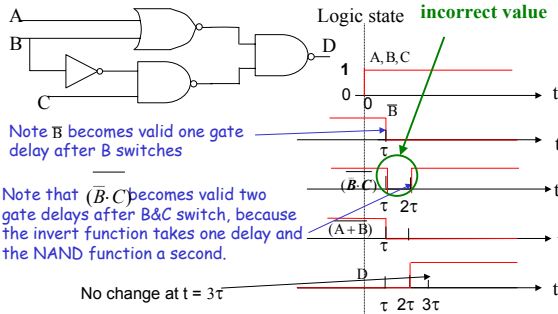 A
B
C
D
Logic state
incorrect value
A, B, C
1
0
0
t
Note B̅ becomes valid one gate
delay after B switches
B̅
t
τ
Note that (B̅·C)̅ becomes valid two
gate delays after B&C switch, because
the invert function takes one delay and
the NAND function a second.
(B̅·C)̅
t
τ 2τ
(A+B)̅
t
τ
D
t
No change at t = 3τ
τ 2τ 3τ